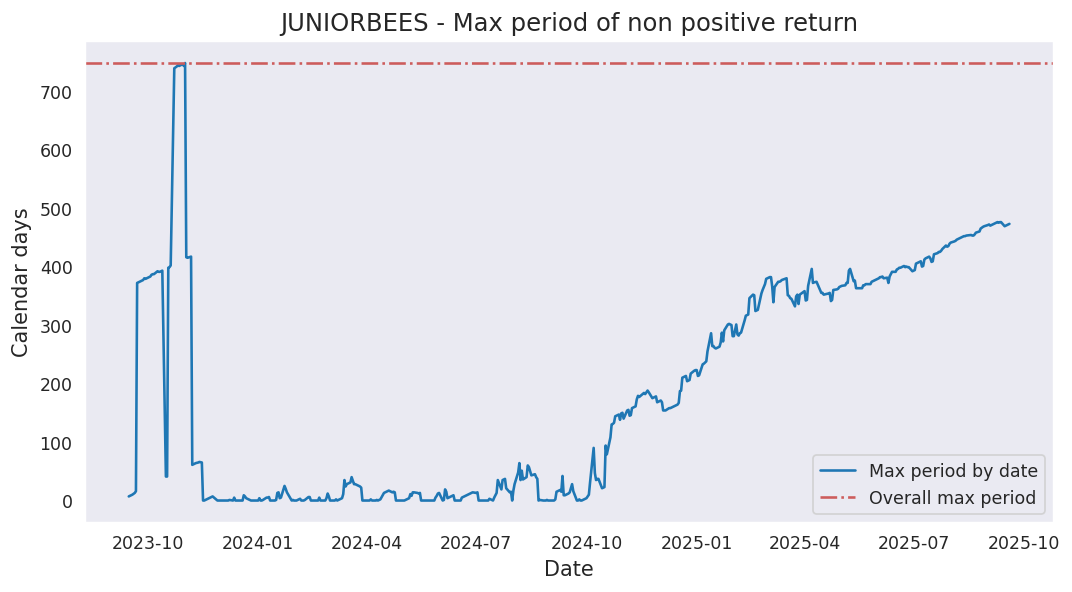 JUNIORBEES - Max period of non positive return
Calendar days
700
600
500
400
300
200
100
0
Max period by date
Overall max period
2023-10 2024-01 2024-04 2024-07 2024-10 2025-01 2025-04 2025-07 2025-10
Date